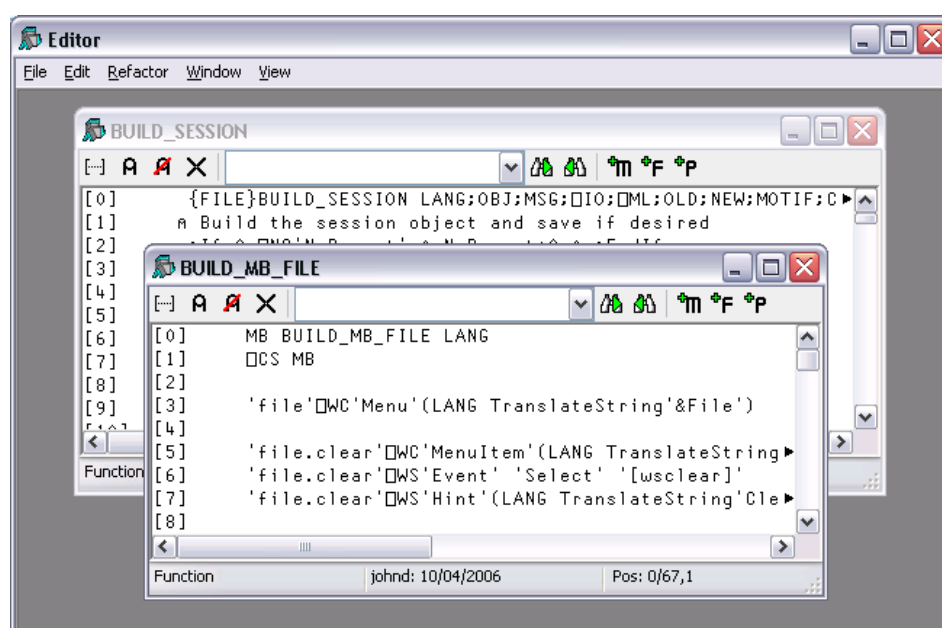 Editor
File Edit Refactor Window View
BUILD_SESSION
[0] {FILE}BUILD_SESSION LANG;OBJ;MSG;⎕IO;⎕ML;OLD;NEW;MOTIF;C
[1] ⍝ Build the session object and save if desired
[2]
[3]
[4]
[5]
[6]
[7]
[8]
[9]
Function
BUILD_MB_FILE
[0] MB BUILD_MB_FILE LANG
[1] ⎕CS MB
[2]
[3] 'file'⎕WC'Menu'(LANG TranslateString'&File')
[4]
[5] 'file.clear'⎕WC'MenuItem'(LANG TranslateString
[6] 'file.clear'⎕WS'Event' 'Select' '[wsclear]'
[7] 'file.clear'⎕WS'Hint'(LANG TranslateString'Cle
[8]
Function johnd: 10/04/2006 Pos: 0/67,1